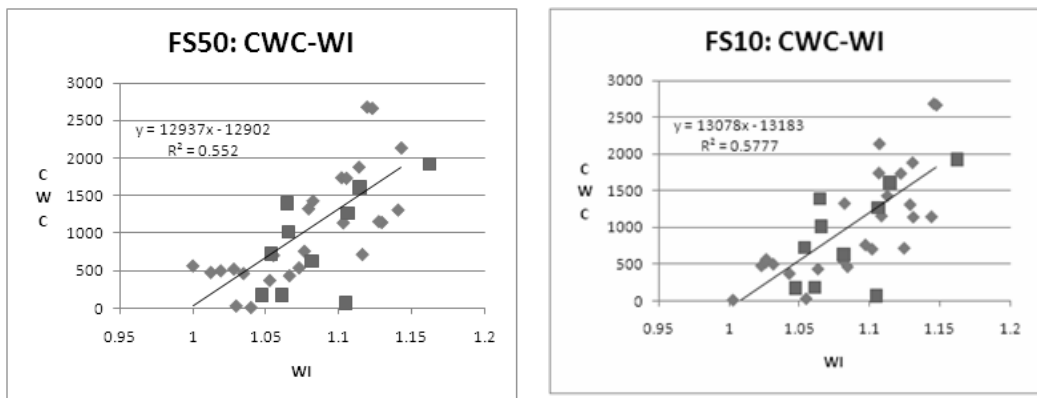 FS50: CWC-WI
3000
2500
2000
1500
1000
500
0
y = 12937x - 12902
R² = 0.552
C
W
C
0.95
1
1.05
1.1
1.15
1.2
WI
FS10: CWC-WI
3000
2500
2000
1500
1000
500
0
y = 13078x - 13183
R² = 0.5777
C
W
C
0.95
1
1.05
1.1
1.15
1.2
WI